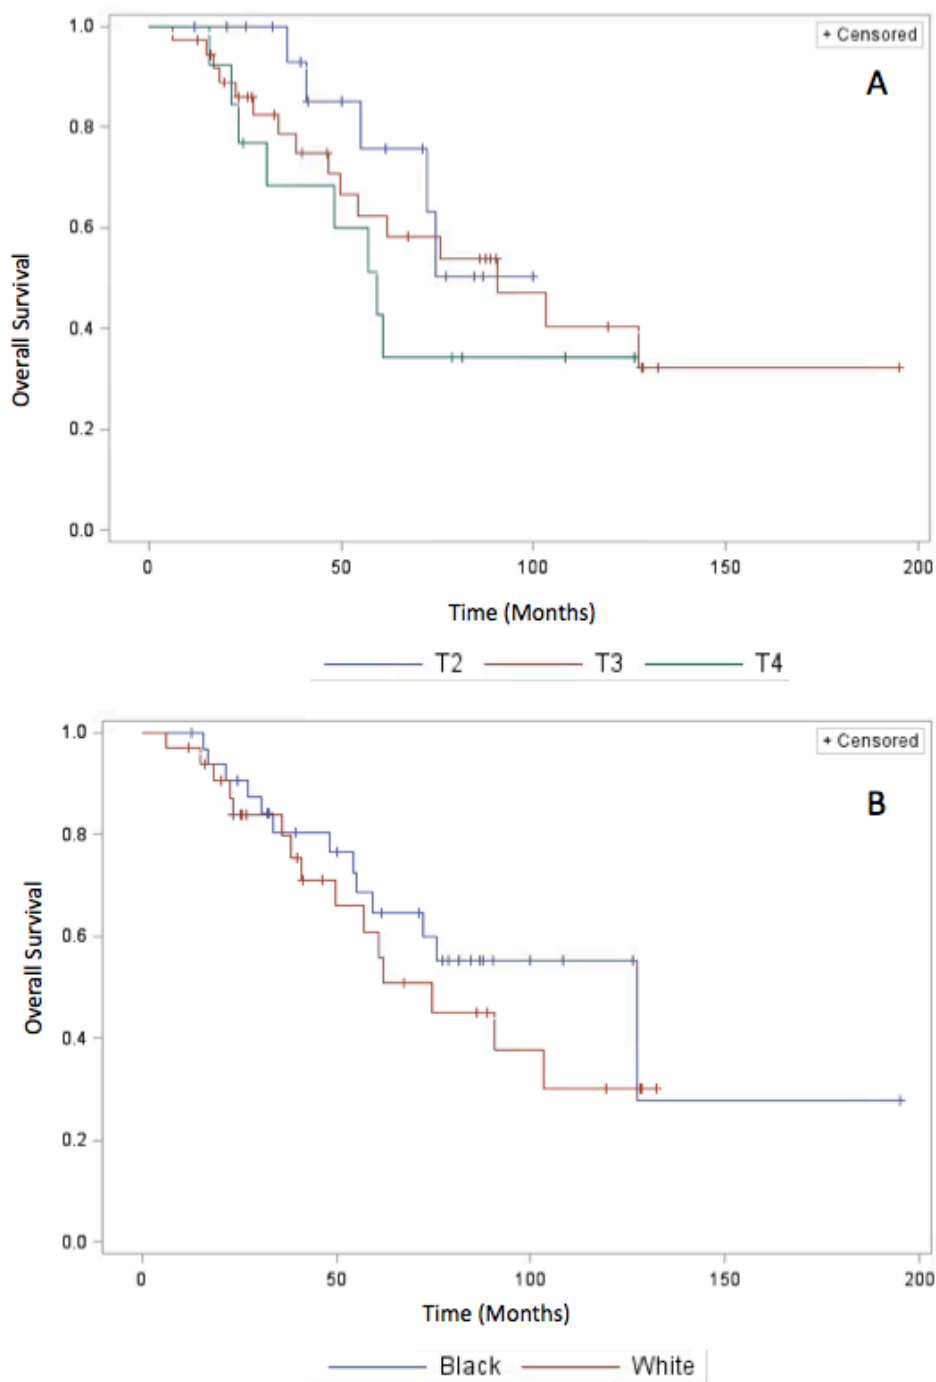 1.0
+ Censored
A
0.8
0.6
Overall Survival
0.4
0.2
0.0
0 50 100 150 200
Time (Months)
T2 T3 T4
1.0
+ Censored
B
0.8
0.6
Overall Survival
0.4
0.2
0.0
0 50 100 150 200
Time (Months)
Black White